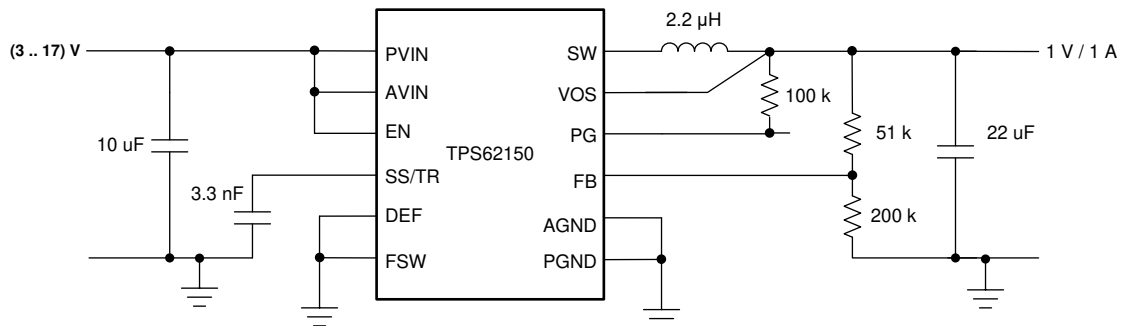 2.2 µH
(3 .. 17) V
PVIN
SW
1 V / 1 A
AVIN
VOS
100 k
10 uF
EN
PG
51 k
22 uF
TPS62150
3.3 nF
SS/TR
FB
DEF
AGND
200 k
FSW
PGND